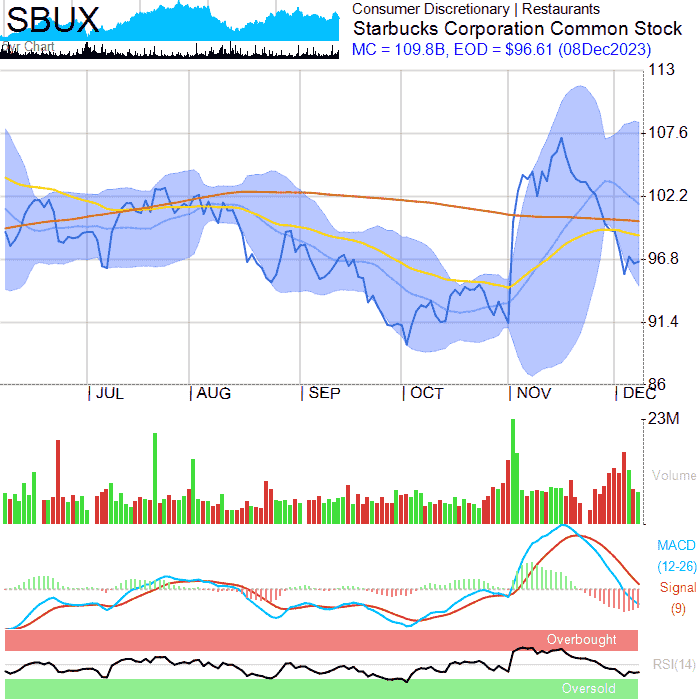 SBUX
5yr Chart
Consumer Discretionary | Restaurants
Starbucks Corporation Common Stock
MC = 109.8B, EOD = $96.61 (08Dec2023)
113
107.6
102.2
96.8
91.4
86
JUL AUG SEP OCT NOV DEC
23M
Volume
MACD
(12-26)
Signal
(9)
Overbought
RSI(14)
Oversold